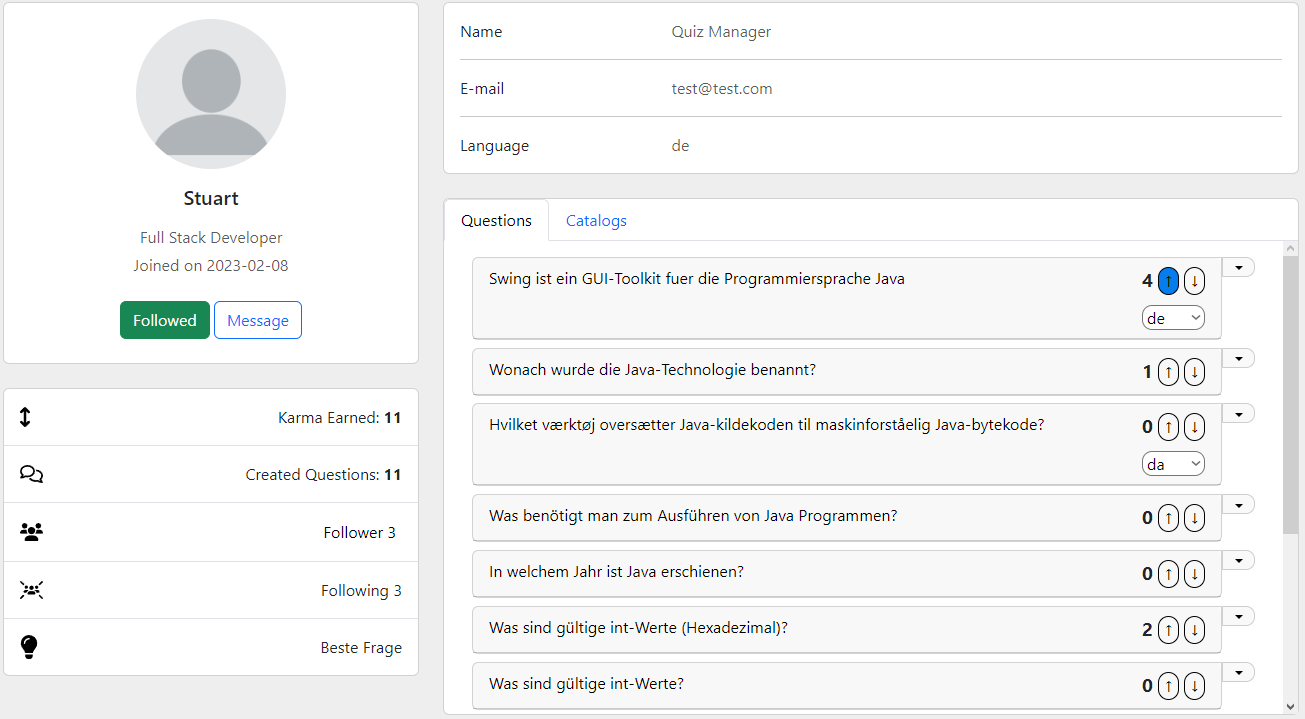 Stuart
Full Stack Developer
Joined on 2023-02-08
Followed Message
Karma Earned: 11
Created Questions: 11
Follower 3
Following 3
Beste Frage
Name Quiz Manager
E-mail test@test.com
Language de
Questions Catalogs
Swing ist ein GUI-Toolkit fuer die Programmiersprache Java 4 ↑ ↓
de
Wonach wurde die Java-Technologie benannt? 1 ↑ ↓
Hvilket værktøj oversætter Java-kildekoden til maskinforståelig Java-bytekode? 0 ↑ ↓
da
Was benötigt man zum Ausführen von Java Programmen? 0 ↑ ↓
In welchem Jahr ist Java erschienen? 0 ↑ ↓
Was sind gültige int-Werte (Hexadezimal)? 2 ↑ ↓
Was sind gültige int-Werte? 0 ↑ ↓